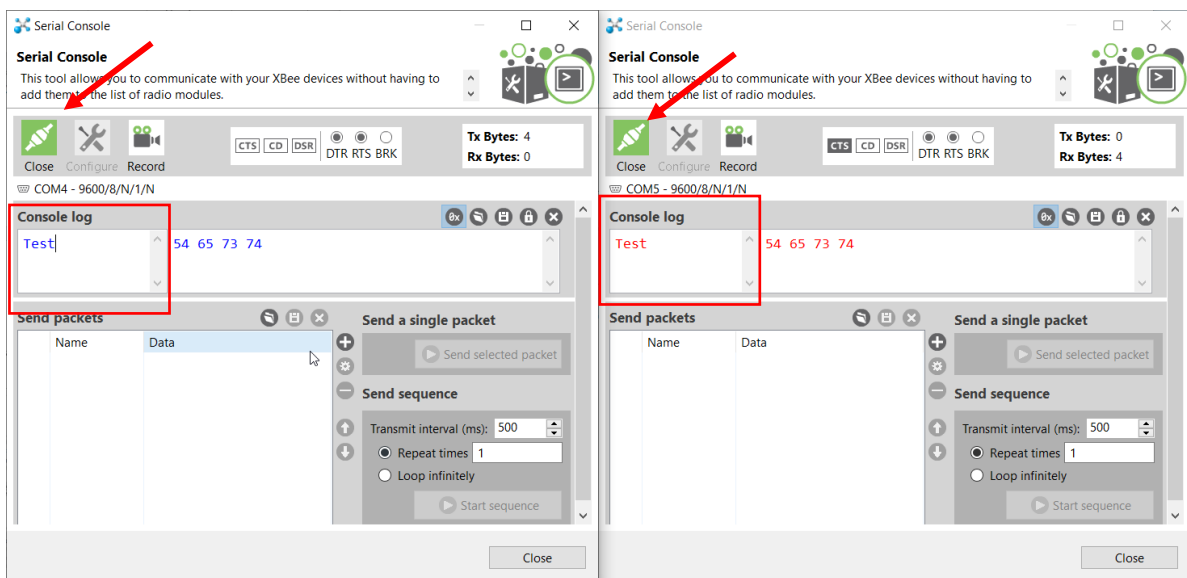 Serial Console
Serial Console
This tool allows you to communicate with your XBee devices without having to
add them to the list of radio modules.
Close Configure Record
CTS CD DSR
DTR RTS BRK
Tx Bytes: 4
Rx Bytes: 0
COM4 - 9600/8/N/1/N
Console log
Test
54 65 73 74
Send packets
Name Data
Send a single packet
Send selected packet
Send sequence
Transmit interval (ms): 500
Repeat times 1
Loop infinitely
Start sequence
Close
Serial Console
Serial Console
This tool allows you to communicate with your XBee devices without having to
add them to the list of radio modules.
Close Configure Record
CTS CD DSR
DTR RTS BRK
Tx Bytes: 0
Rx Bytes: 4
COM5 - 9600/8/N/1/N
Console log
0x
Test
54 65 73 74
Send packets
Name Data
Send a single packet
Send selected packet
Send sequence
Transmit interval (ms): 500
Repeat times 1
Loop infinitely
Start sequence
Close